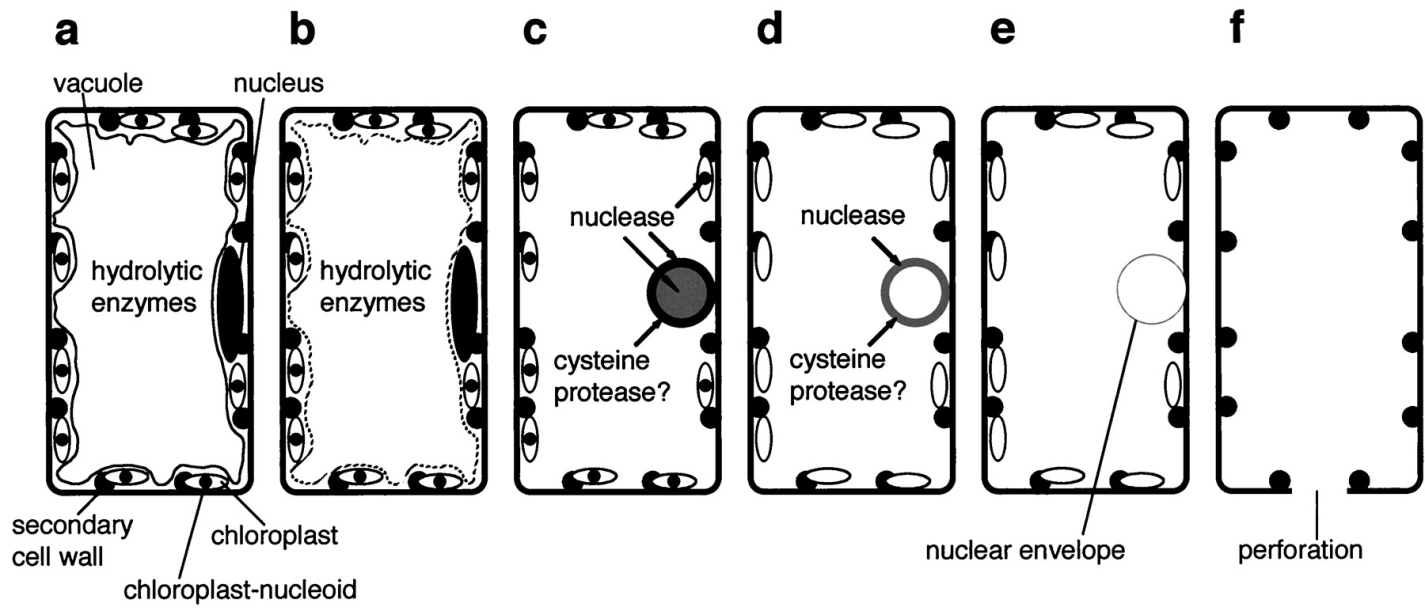 a
b
c
d
e
f
vacuole
nucleus
hydrolytic
enzymes
hydrolytic
enzymes
nuclease
cysteine
protease?
nuclease
cysteine
protease?
secondary
cell wall
chloroplast
chloroplast-nucleoid
nuclear envelope
perforation